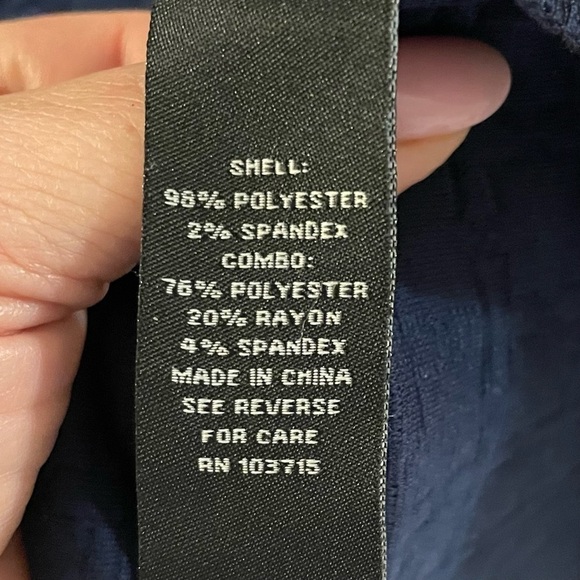 SHELL:
98% POLYESTER
2% SPANDEX
COMBO:
76% POLYESTER
20% RAYON
4% SPANDEX
MADE IN CHINA
SEE REVERSE
FOR CARE
RN 103715